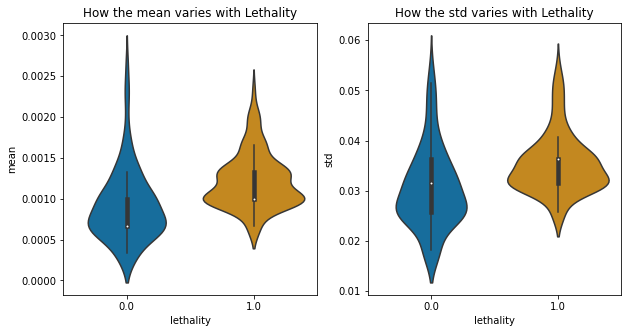 How the mean varies with Lethality
0.0030
0.0025
0.0020
0.0015
0.0010
0.0005
0.0000
mean
0.0
1.0
lethality
How the std varies with Lethality
0.06
0.05
0.04
0.03
0.02
0.01
std
0.0
1.0
lethality